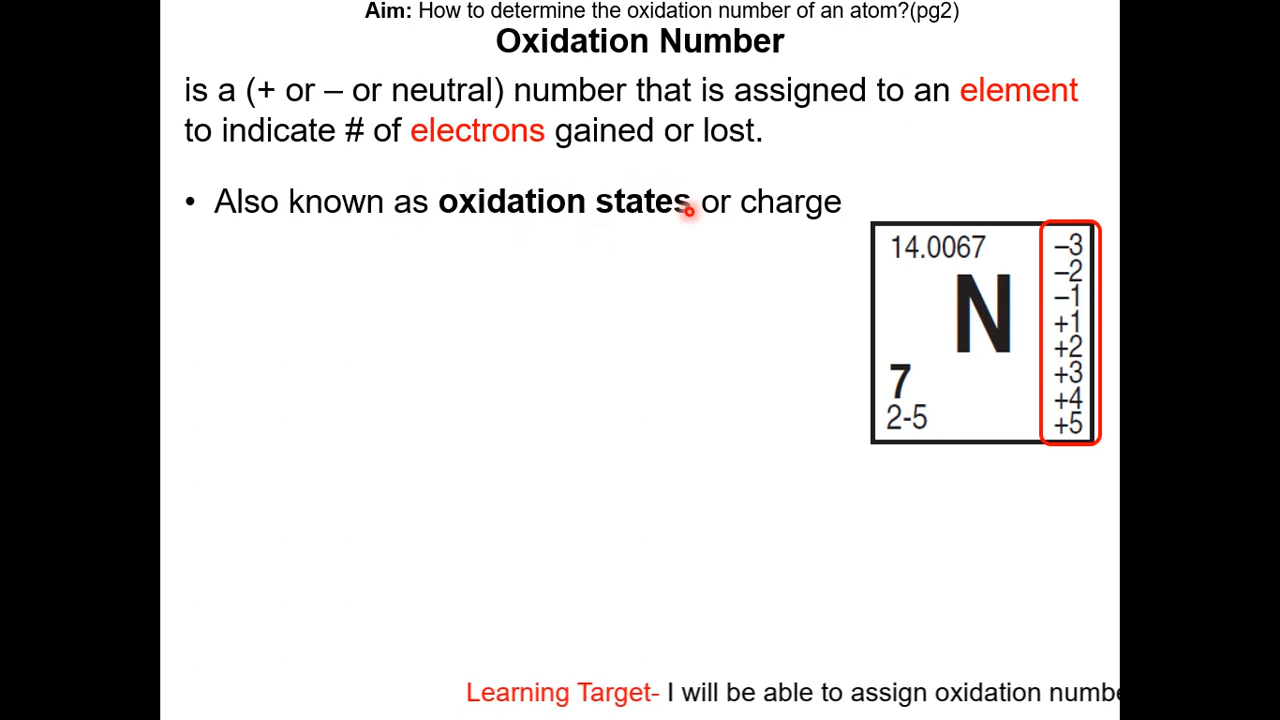 Aim: How to determine the oxidation number of an atom?(pg2)
Oxidation Number
is a (+ or – or neutral) number that is assigned to an element
to indicate # of electrons gained or lost.
• Also known as oxidation states or charge
14.0067
N
7
2-5
–3
–2
–1
+1
+2
+3
+4
+5
Learning Target- I will be able to assign oxidation numbe